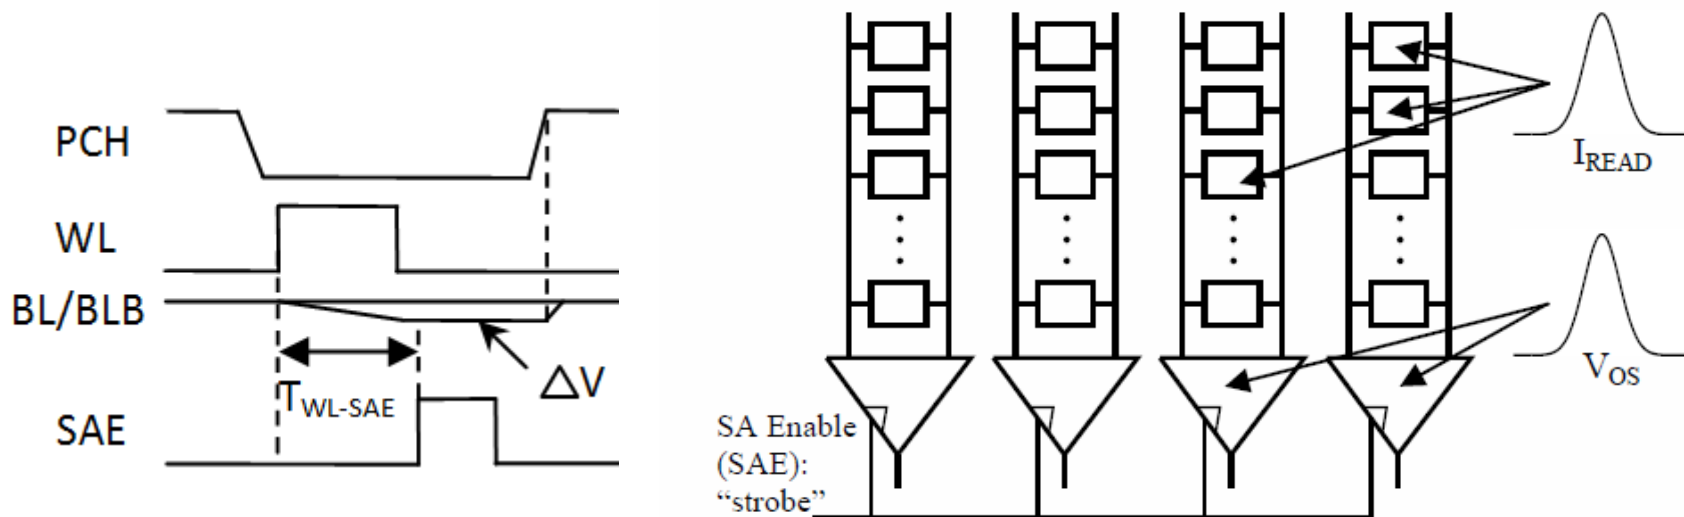 PCH
WL
BL/BLB
ΔV
T_WL-SAE
SAE
I_READ
V_OS
SA Enable
(SAE):
“strobe”